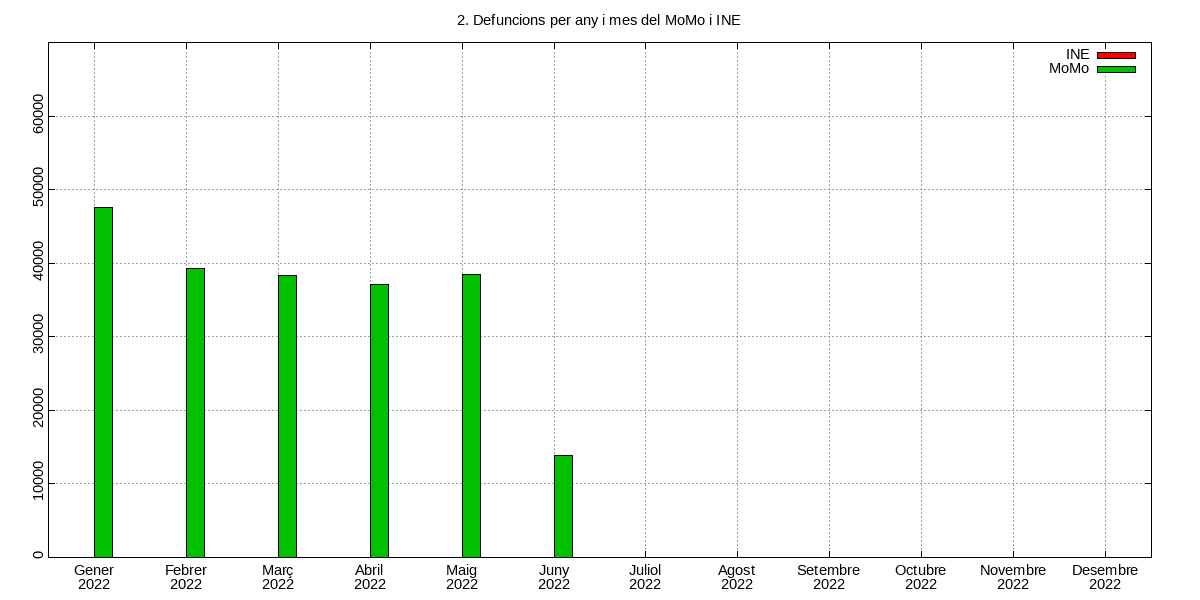 2. Defuncions per any i mes del MoMo i INE
INE
MoMo
60000
50000
40000
30000
20000
10000
0
Gener Febrer Març Abril Maig Juny Juliol Agost Setembre Octubre Novembre Desembre
2022 2022 2022 2022 2022 2022 2022 2022 2022 2022 2022 2022